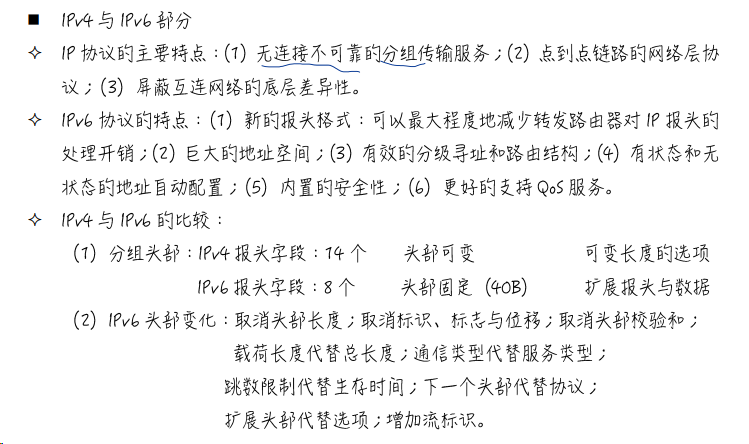 ■ IPv4 与 IPv6 部分
✧ IP 协议的主要特点：(1) 无连接不可靠的分组传输服务；(2) 点到点链路的网络层协
议；(3) 屏蔽互连网络的底层差异性。
✧ IPv6 协议的特点：(1) 新的报头格式：可以最大程度地减少转发路由器对 IP 报头的
处理开销；(2) 巨大的地址空间；(3) 有效的分级寻址和路由结构；(4) 有状态和无
状态的地址自动配置；(5) 内置的安全性；(6) 更好的支持 QoS 服务。
✧ IPv4 与 IPv6 的比较：
(1) 分组头部：IPv4 报头字段：14 个 头部可变 可变长度的选项
IPv6 报头字段：8 个 头部固定 (40B) 扩展报头与数据
(2) IPv6 头部变化：取消头部长度；取消标识、标志与位移；取消头部校验和；
载荷长度代替总长度；通信类型代替服务类型；
跳数限制代替生存时间；下一个头部代替协议；
扩展头部代替选项；增加流标识。